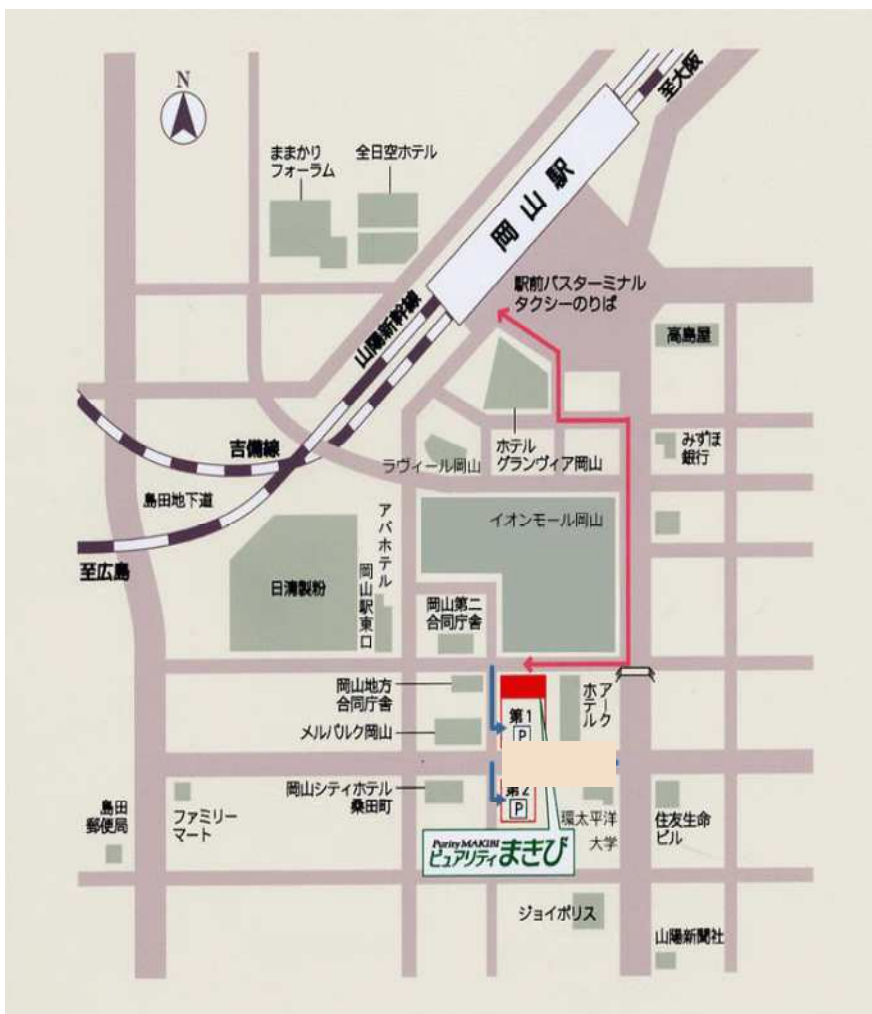 N
至大阪
ままかり
フォーラム
全日空ホテル
岡山駅
駅前バスターミナル
タクシーのりば
山陽新幹線
高島屋
吉備線
ホテル
グランヴィア岡山
ラヴィール岡山
みずほ
銀行
島田地下道
アパホテル
岡山駅東口
イオンモール岡山
至広島
日清製粉
岡山第二
合同庁舎
岡山地方
合同庁舎
アーク
ホテル
第1
P
メルパルク岡山
岡山シティホテル
桑田町
第2
P
島田
郵便局
ファミリー
マート
環太平洋
大学
住友生命
ビル
Purity MAKIBI
ピュアリティまきび
ジョイポリス
山陽新聞社